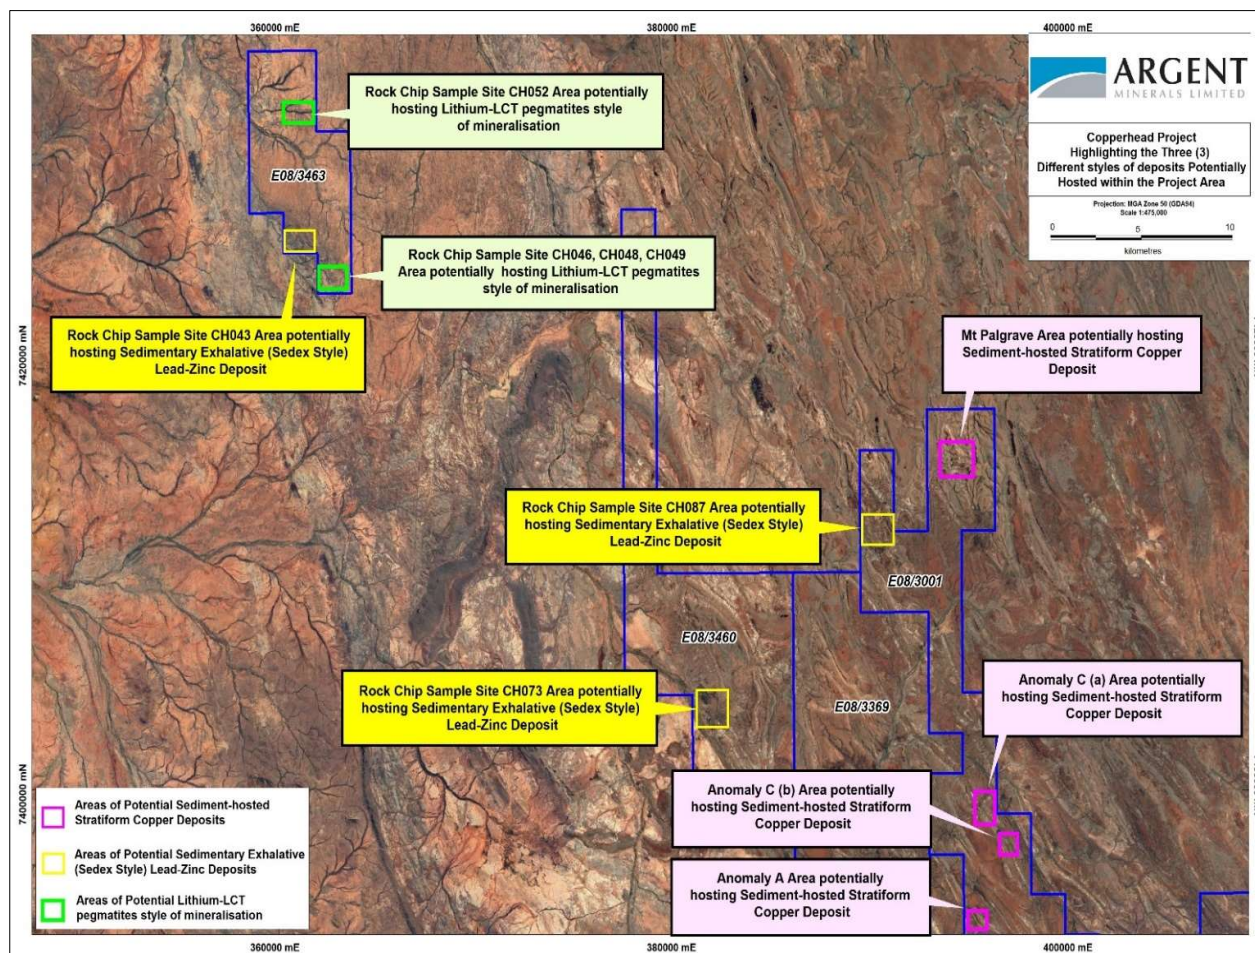 360000 mE
380000 mE
400000 mE
ARGENT
MINERALS LIMITED
Copperhead Project
Highlighting the Three (3)
Different styles of deposits Potentially
Hosted within the Project Area
Projection: MGA Zone 50 (GDA94)
Scale 1:475,000
0 5 10
kilometres
Rock Chip Sample Site CH052 Area potentially
hosting Lithium-LCT pegmatites style
of mineralisation
E08/3463
Rock Chip Sample Site CH046, CH048, CH049
Area potentially hosting Lithium-LCT pegmatites
style of mineralisation
Rock Chip Sample Site CH043 Area potentially
hosting Sedimentary Exhalative (Sedex Style)
Lead-Zinc Deposit
7420000 mN
Mt Palgrave Area potentially hosting
Sediment-hosted Stratiform Copper
Deposit
Rock Chip Sample Site CH087 Area potentially
hosting Sedimentary Exhalative (Sedex Style)
Lead-Zinc Deposit
E08/3001
E08/3460
Rock Chip Sample Site CH073 Area potentially
hosting Sedimentary Exhalative (Sedex Style)
Lead-Zinc Deposit
E08/3369
Anomaly C (a) Area potentially
hosting Sediment-hosted Stratiform
Copper Deposit
Anomaly C (b) Area potentially
hosting Sediment-hosted Stratiform
Copper Deposit
Anomaly A Area potentially
hosting Sediment-hosted Stratiform
Copper Deposit
7400000 mN
Areas of Potential Sediment-hosted
Stratiform Copper Deposits
Areas of Potential Sedimentary Exhalative
(Sedex Style) Lead-Zinc Deposits
Areas of Potential Lithium-LCT
pegmatites style of mineralisation
360000 mE
380000 mE
400000 mE